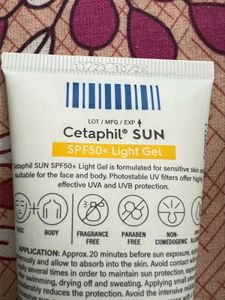 LOT / MFG / EXP
Cetaphil® SUN
SPF50+ Light Gel
Cetaphil SUN SPF50+ Light Gel is formulated for sensitive skin
suitable for the face and body. Photostable UV filters offer high
effective UVA and UVB protection.
FACE BODY FRAGRANCE FREE PARABEN FREE NON-COMEDOGENIC
APPLICATION: Approx. 20 minutes before sun exposure,
and allow to absorb into the skin. Avoid contact
several times in order to maintain sun protection,
swimming, drying off and sweating. Applying small
reduces the protection. Avoid the intensive